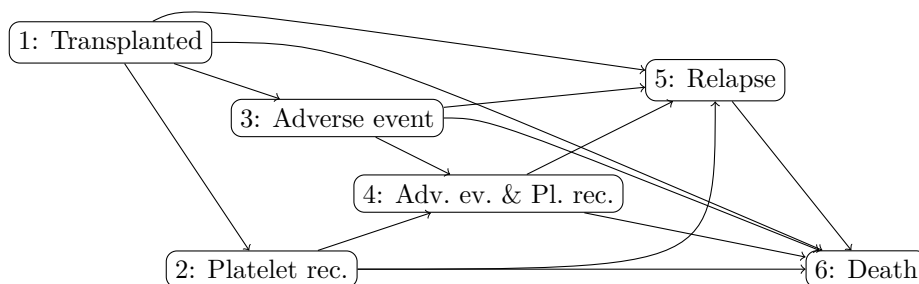 1: Transplanted
5: Relapse
3: Adverse event
4: Adv. ev. & Pl. rec.
2: Platelet rec.
6: Death